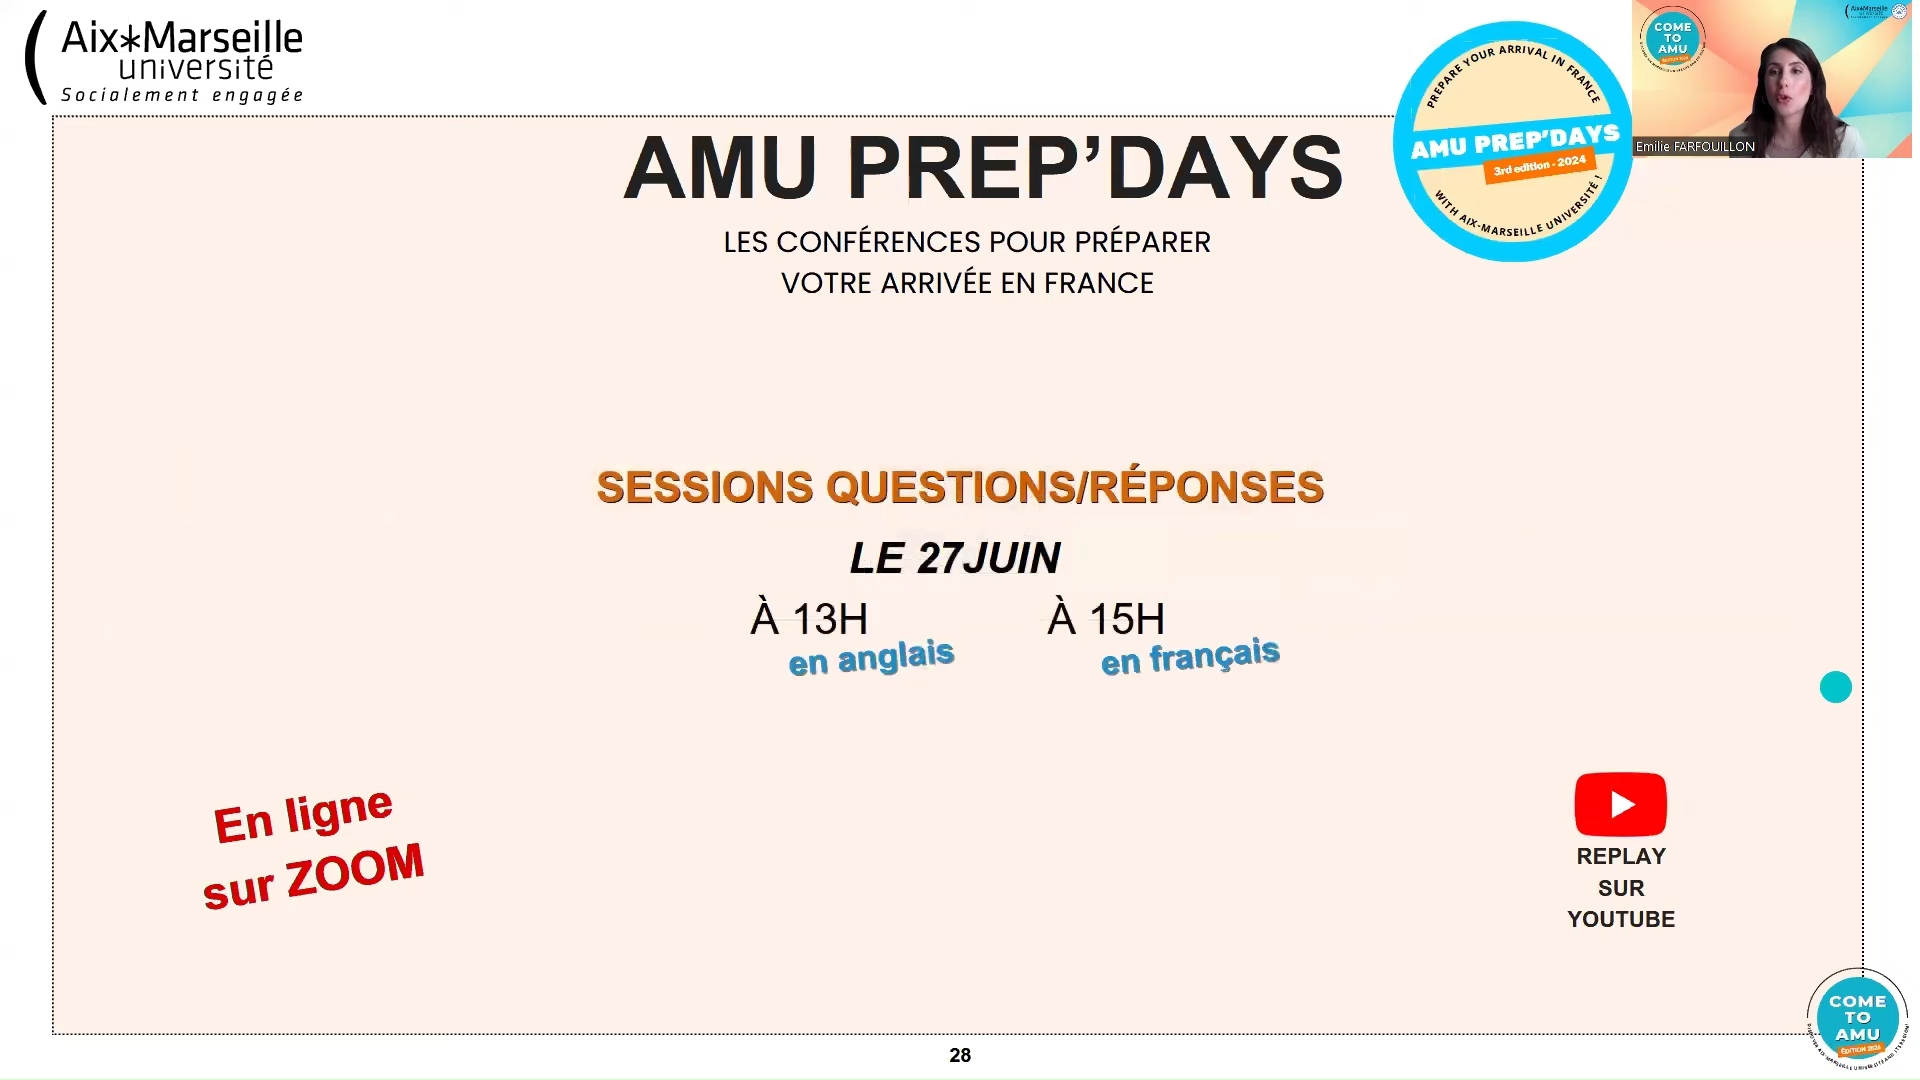 Aix*Marseille
université
Socialement engagée
PREPARE YOUR ARRIVAL IN FRANCE
AMU PREP'DAYS
3rd edition - 2024
WITH AIX-MARSEILLE UNIVERSITÉ !
COME
TO
AMU
Emilie FARFOUILLON
AMU PREP’DAYS
LES CONFÉRENCES POUR PRÉPARER
VOTRE ARRIVÉE EN FRANCE
SESSIONS QUESTIONS/RÉPONSES
LE 27JUIN
À 13H À 15H
en anglais en français
En ligne
sur ZOOM
REPLAY
SUR
YOUTUBE
COME
TO
AMU
ÉDITION 2024
28